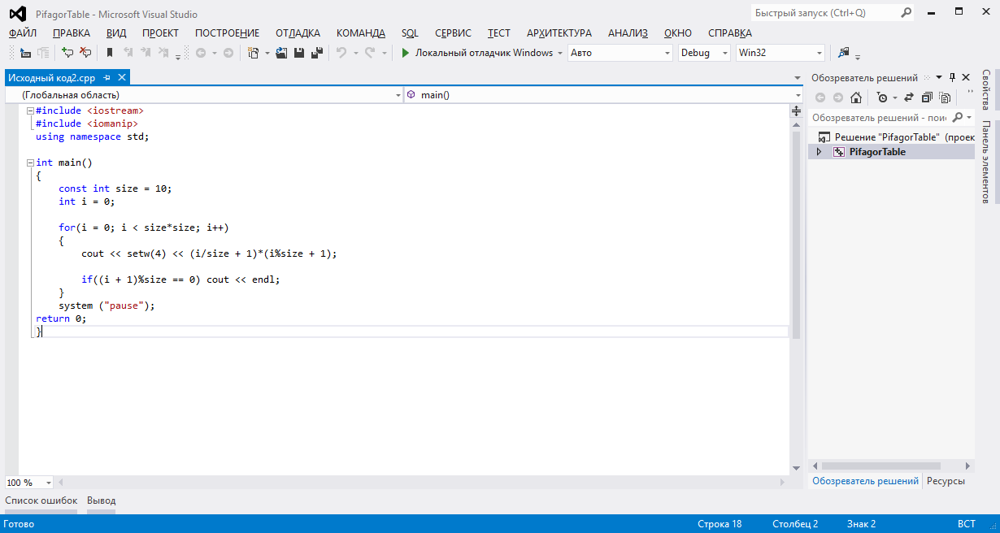 PifagorTable - Microsoft Visual Studio
Быстрый запуск (Ctrl+Q)
ФАЙЛ ПРАВКА ВИД ПРОЕКТ ПОСТРОЕНИЕ ОТЛАДКА КОМАНДА SQL СЕРВИС ТЕСТ АРХИТЕКТУРА АНАЛИЗ ОКНО СПРАВКА
Локальный отладчик Windows Авто Debug Win32
Исходный код2.cpp
(Глобальная область) main()
#include <iostream>
#include <iomanip>
using namespace std;
int main()
{
const int size = 10;
int i = 0;
for(i = 0; i < size*size; i++)
{
cout << setw(4) << (i/size + 1)*(i%size + 1);
if((i + 1)%size == 0) cout << endl;
}
system ("pause");
return 0;
}
100 %
Обозреватель решений
Обозреватель решений - пои
Решение "PifagorTable" (проек
PifagorTable
Обозреватель решений Ресурсы
Свойства
Панель элементов
Список ошибок Вывод
Готово Строка 18 Столбец 2 Знак 2 ВСТ